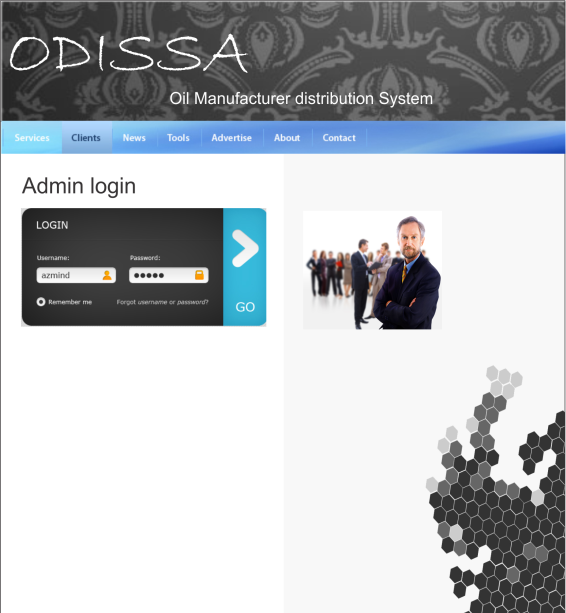 ODISSA
Oil Manufacturer distribution System
Services Clients News Tools Advertise About Contact
Admin login
LOGIN
Username: Password:
azmind ●●●●●
Remember me Forgot username or password?
GO